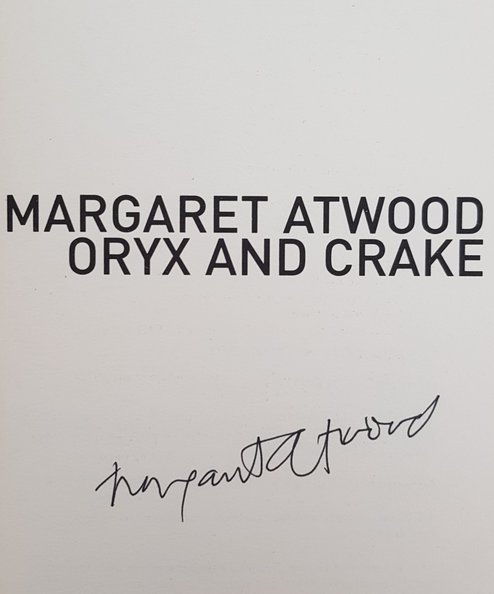 MARGARET ATWOOD
ORYX AND CRAKE
Margaret Atwood